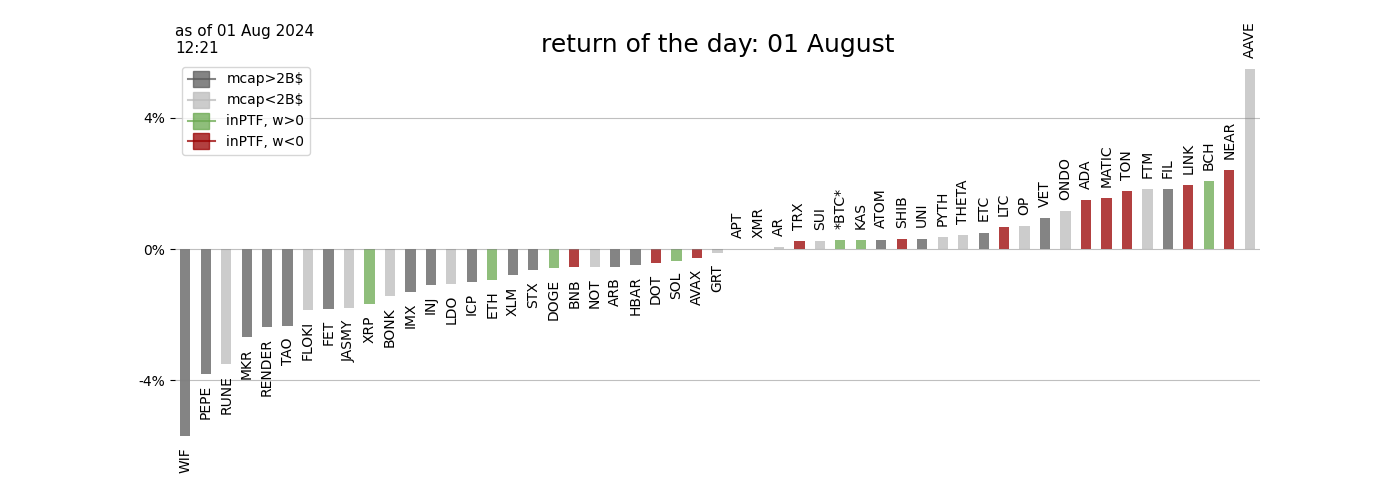 as of 01 Aug 2024
12:21
return of the day: 01 August
mcap>2B$
mcap<2B$
inPTF, w>0
inPTF, w<0
4%
0%
-4%
WIF
PEPE
RUNE
MKR
RENDER
TAO
FLOKI
FET
JASMY
XRP
BONK
IMX
INJ
LDO
ICP
ETH
XLM
STX
DOGE
BNB
NOT
ARB
HBAR
DOT
SOL
AVAX
GRT
APT
XMR
AR
TRX
SUI
*BTC*
KAS
ATOM
SHIB
UNI
PYTH
THETA
ETC
LTC
OP
VET
ONDO
ADA
MATIC
TON
FTM
FIL
LINK
BCH
NEAR
AAVE